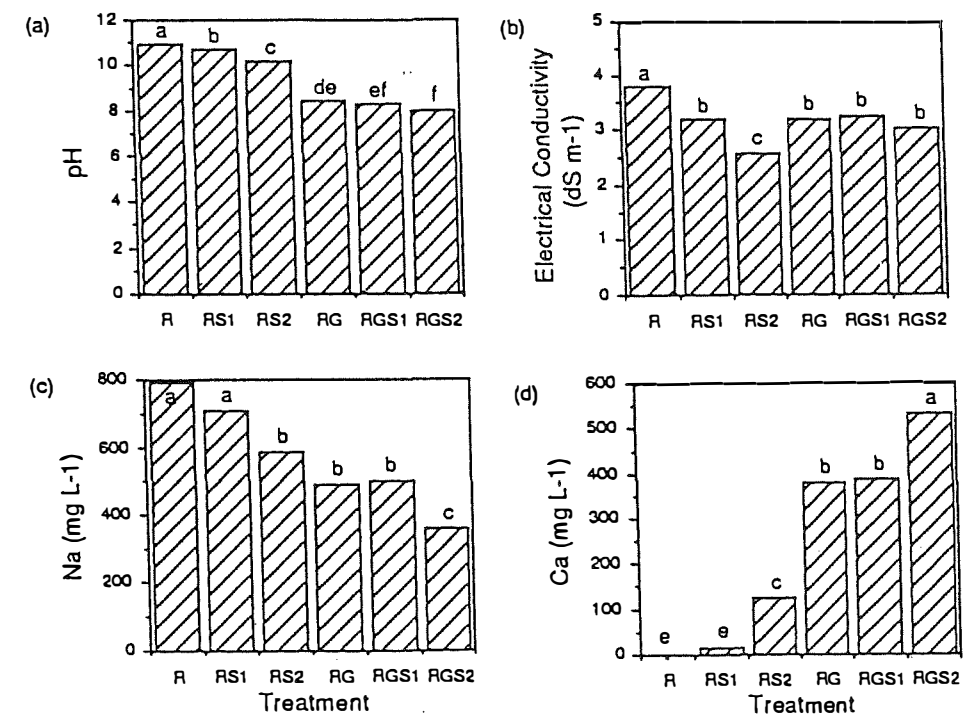 (a)
12
10
8
6
4
2
0
pH
a b c de ef f
R RS1 RS2 RG RGS1 RGS2
(b)
5
4
3
2
1
0
Electrical Conductivity
(dS m-1)
a b c b b b
R RS1 RS2 RG RGS1 RGS2
(c)
800
600
400
200
0
Na (mg L-1)
a a b b b c
R RS1 RS2 RG RGS1 RGS2
Treatment
(d)
600
500
400
300
200
100
0
Ca (mg L-1)
e e c b b a
R RS1 RS2 RG RGS1 RGS2
Treatment